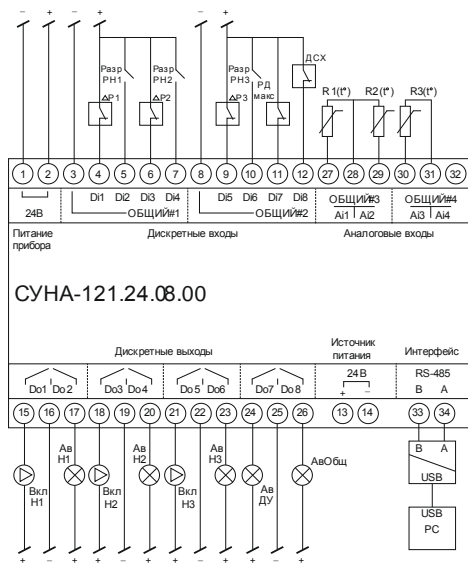 – + – + – +
ДСХ
Разр РН1 Разр РН2 Разр РН3 РД макс
ΔP1 ΔP2 ΔP3
R1(t°) R2(t°) R3(t°)
1 2 3 4 5 6 7 8 9 10 11 12 27 28 29 30 31 32
24В Di1 Di2 Di3 Di4 Di5 Di6 Di7 Di8
ОБЩИЙ#1 ОБЩИЙ#2
ОБЩИЙ#3 ОБЩИЙ#4
Ai1 Ai2 Ai3 Ai4
Питание прибора Дискретные входы Аналоговые входы
СУНА-121.24.08.00
Дискретные выходы Источник питания Интерфейс
24В RS-485
+ – B A
Do1 Do2 Do3 Do4 Do5 Do6 Do7 Do8
15 16 17 18 19 20 21 22 23 24 25 26 13 14 33 34
Вкл Н1 Ав Н1 Вкл Н2 Ав Н2 Вкл Н3 Ав Н3 Ав ДУ АвОбщ
B A
USB
USB
PC
+ – + + – + + – + + – +